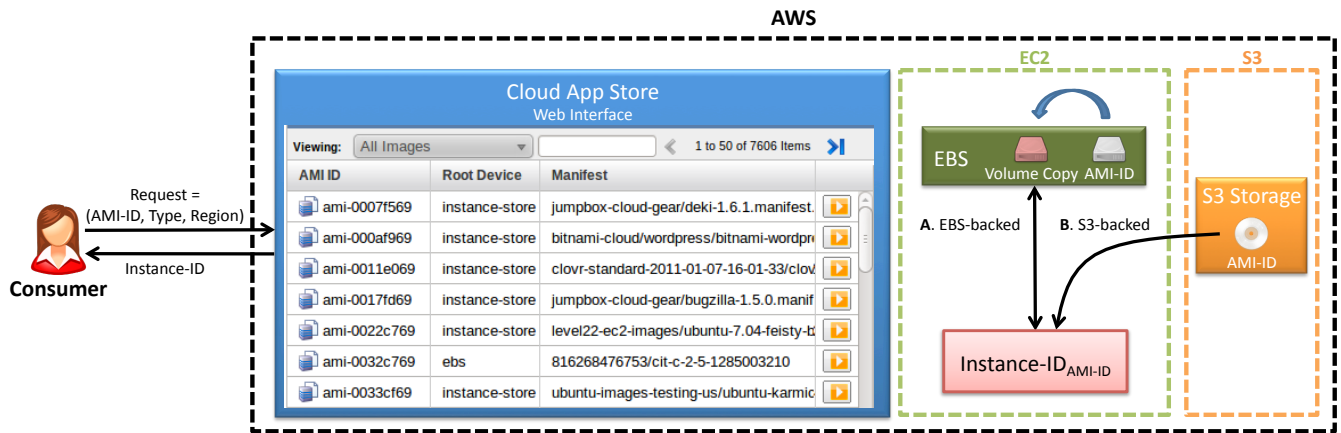 AWS
EC2
S3
Cloud App Store
Web Interface
Viewing: All Images 1 to 50 of 7606 Items
AMI ID Root Device Manifest
ami-0007f569 instance-store jumpbox-cloud-gear/deki-1.6.1.manifest.
ami-000af969 instance-store bitnami-cloud/wordpress/bitnami-wordpre
ami-0011e069 instance-store clovr-standard-2011-01-07-16-01-33/clov
ami-0017fd69 instance-store jumpbox-cloud-gear/bugzilla-1.5.0.manif
ami-0022c769 instance-store level22-ec2-images/ubuntu-7.04-feisty-b
ami-0032c769 ebs 816268476753/cit-c-2-5-1285003210
ami-0033cf69 instance-store ubuntu-images-testing-us/ubuntu-karmic
Request =
(AMI-ID, Type, Region)
Instance-ID
Consumer
EBS
Volume Copy AMI-ID
A. EBS-backed
B. S3-backed
S3 Storage
AMI-ID
Instance-IDAMI-ID